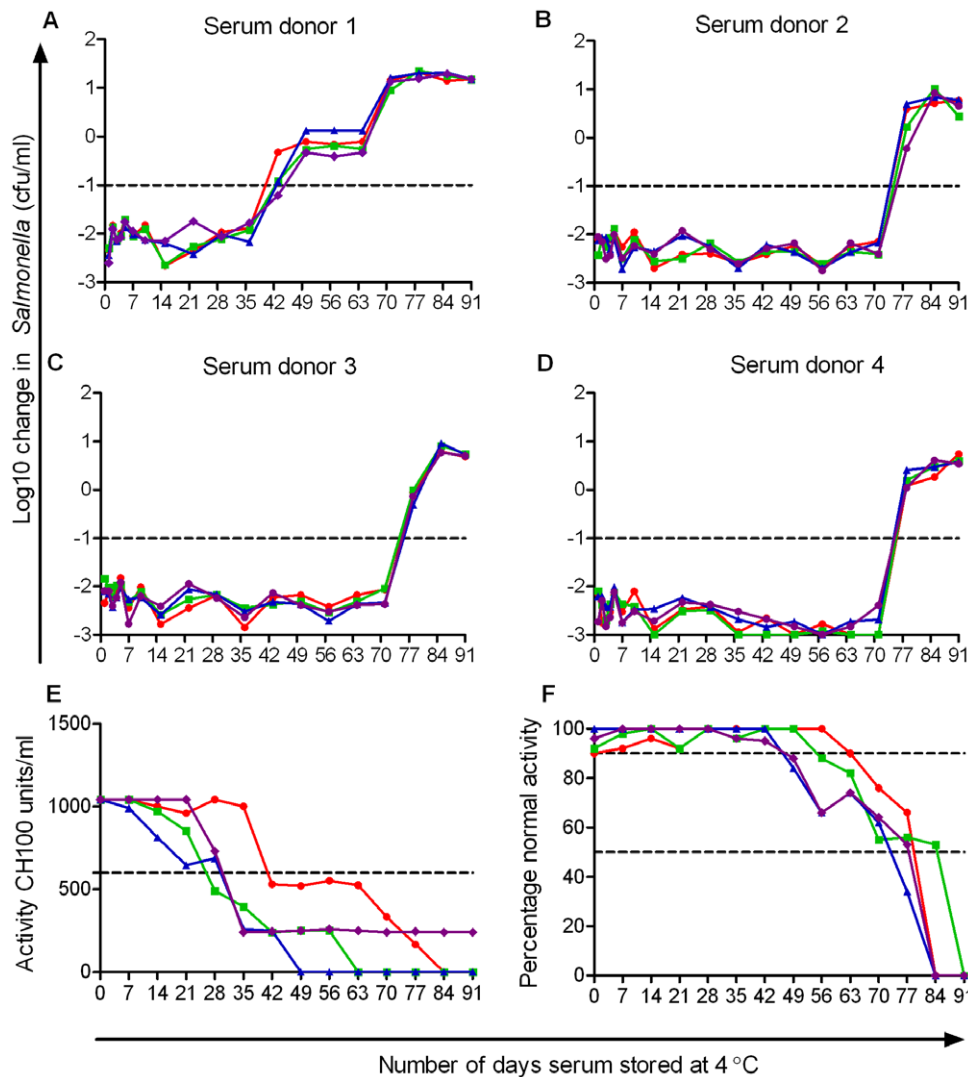 A
Serum donor 1
B
Serum donor 2
2
1
0
-1
-2
-3
0 7 14 21 28 35 42 49 56 63 70 77 84 91
2
1
0
-1
-2
-3
0 7 14 21 28 35 42 49 56 63 70 77 84 91
Log10 change in Salmonella (cfu/ml)
C
Serum donor 3
D
Serum donor 4
2
1
0
-1
-2
-3
0 7 14 21 28 35 42 49 56 63 70 77 84 91
2
1
0
-1
-2
-3
0 7 14 21 28 35 42 49 56 63 70 77 84 91
E
Activity CH100 units/ml
1500
1000
500
0
0 7 14 21 28 35 42 49 56 63 70 77 84 91
F
Percentage normal activity
100
80
60
40
20
0
0 7 14 21 28 35 42 49 56 63 70 77 84 91
Number of days serum stored at 4 °C